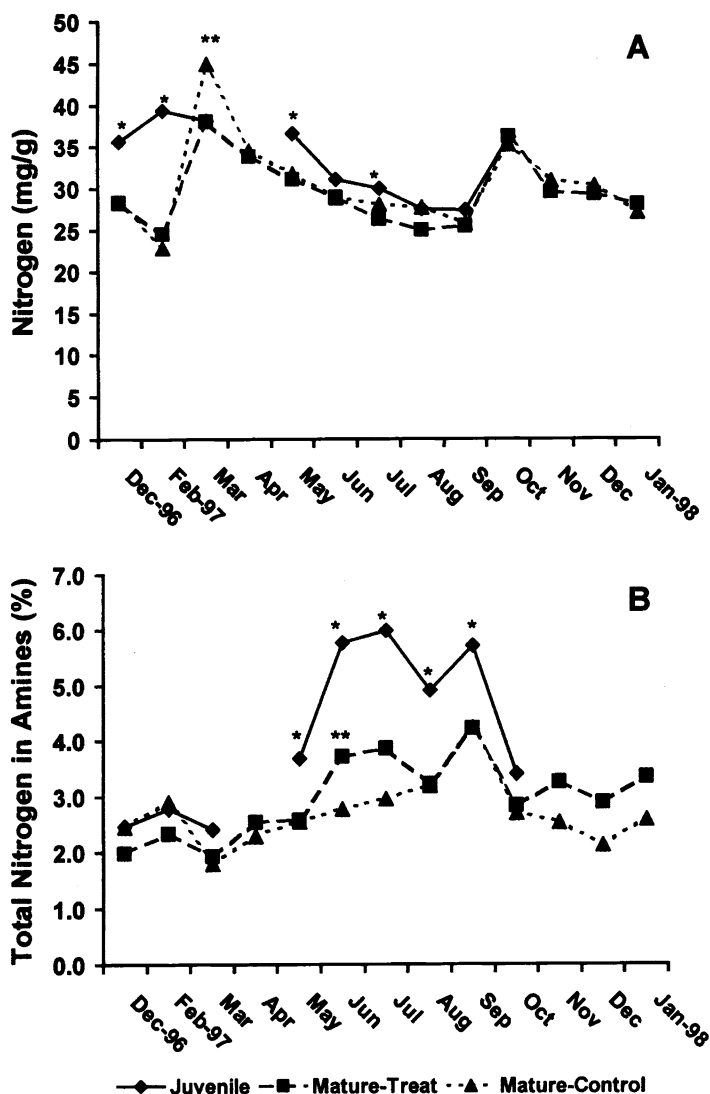 A
50
45
40
35
30
25
20
15
10
5
0
Nitrogen (mg/g)
* * ** * *
Dec-96 Feb-97 Mar Apr May Jun Jul Aug Sep Oct Nov Dec Jan-98
B
7.0
6.0
5.0
4.0
3.0
2.0
1.0
0.0
Total Nitrogen in Amines (%)
* * ** * * *
Dec-96 Feb-97 Mar Apr May Jun Jul Aug Sep Oct Nov Dec Jan-98
Juvenile Mature-Treat Mature-Control